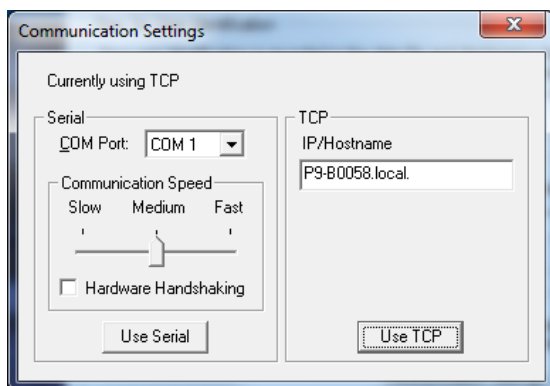 Communication Settings
Currently using TCP
Serial
COM Port: COM 1
Communication Speed
Slow Medium Fast
Hardware Handshaking
Use Serial
TCP
IP/Hostname
P9-B0058.local.
Use TCP